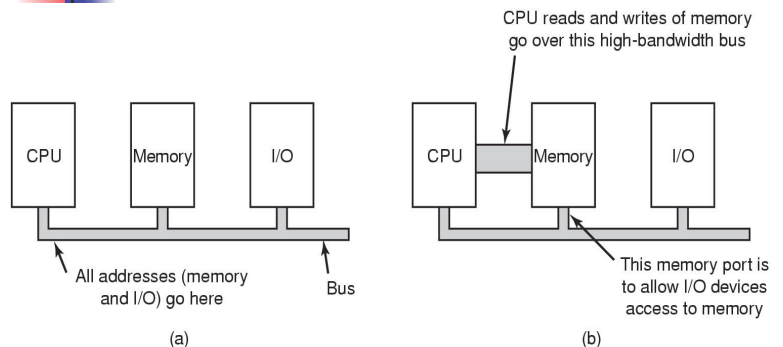 CPU reads and writes of memory
go over this high-bandwidth bus
CPU
Memory
I/O
CPU
Memory
I/O
All addresses (memory
and I/O) go here
Bus
This memory port is
to allow I/O devices
access to memory
(a)
(b)